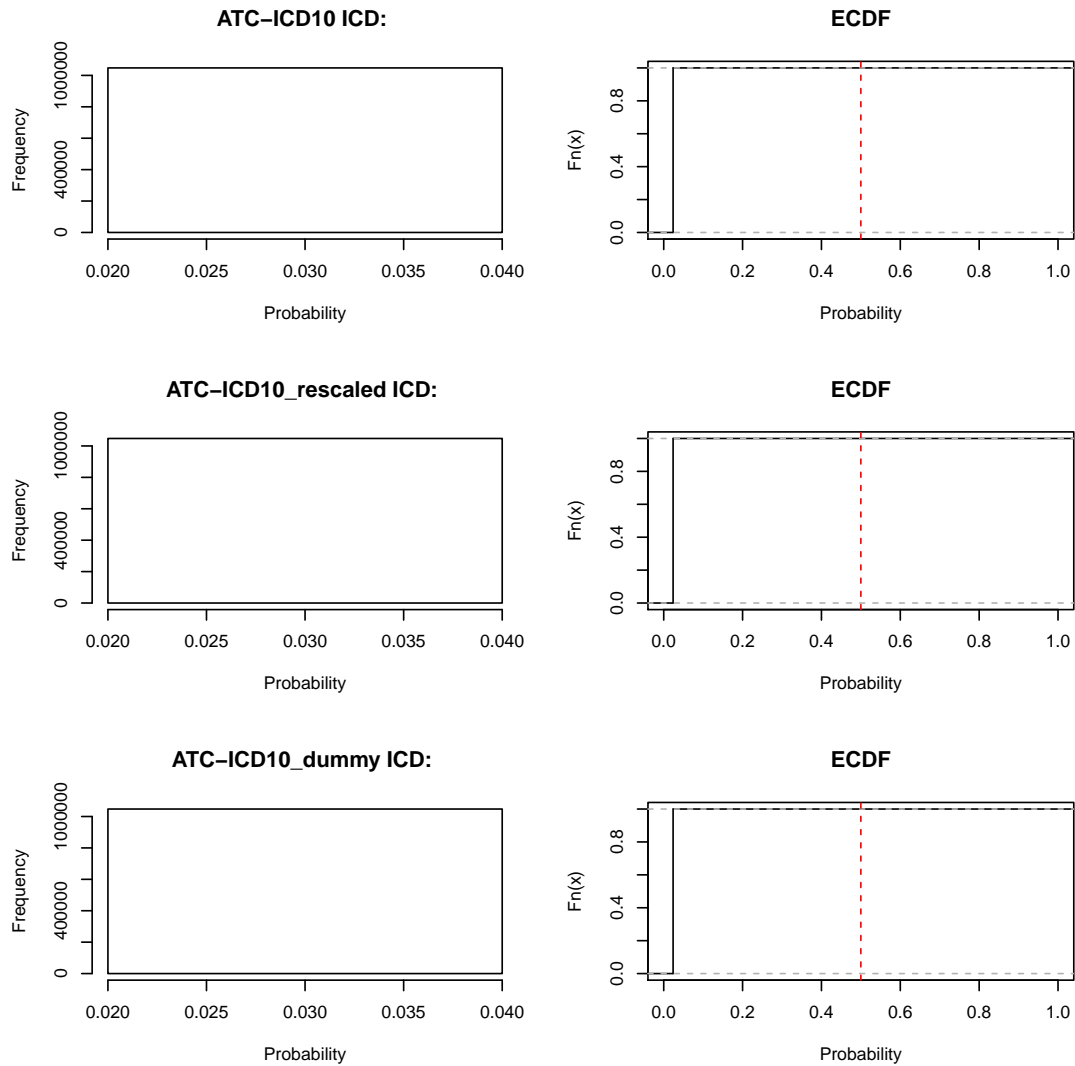 ATC−ICD10 ICD:
Frequency
0 400000 1000000
0.020 0.025 0.030 0.035 0.040
Probability
ECDF
Fn(x)
0.0 0.4 0.8
0.0 0.2 0.4 0.6 0.8 1.0
Probability
ATC−ICD10_rescaled ICD:
Frequency
0 400000 1000000
0.020 0.025 0.030 0.035 0.040
Probability
ECDF
Fn(x)
0.0 0.4 0.8
0.0 0.2 0.4 0.6 0.8 1.0
Probability
ATC−ICD10_dummy ICD:
Frequency
0 400000 1000000
0.020 0.025 0.030 0.035 0.040
Probability
ECDF
Fn(x)
0.0 0.4 0.8
0.0 0.2 0.4 0.6 0.8 1.0
Probability